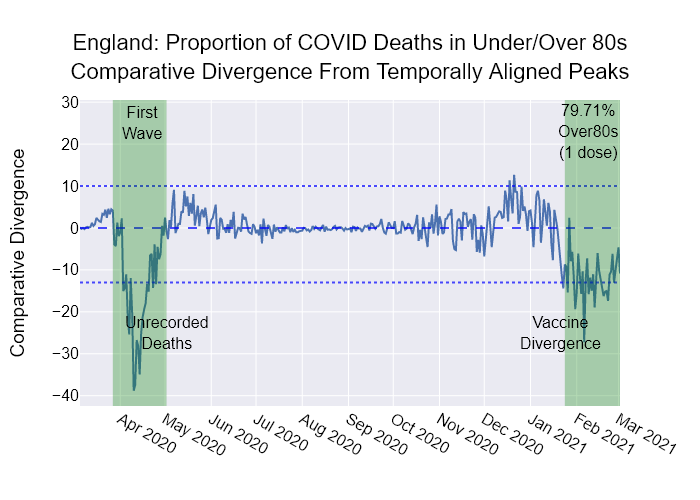 England: Proportion of COVID Deaths in Under/Over 80s
Comparative Divergence From Temporally Aligned Peaks
Comparative Divergence
30
20
10
0
−10
−20
−30
−40
First
Wave
79.71%
Over80s
(1 dose)
Unrecorded
Deaths
Vaccine
Divergence
Apr 2020
May 2020
Jun 2020
Jul 2020
Aug 2020
Sep 2020
Oct 2020
Nov 2020
Dec 2020
Jan 2021
Feb 2021
Mar 2021